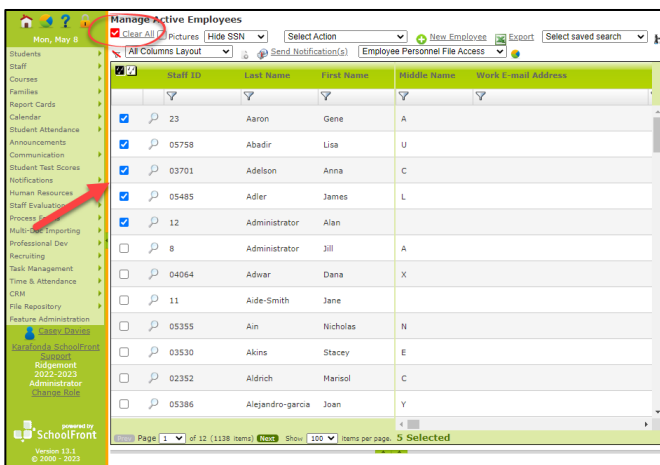 Mon, May 8
Students
Staff
Courses
Families
Report Cards
Calendar
Student Attendance
Announcements
Communication
Student Test Scores
Notifications
Human Resources
Staff Evaluation
Process
Multi-Doc Importing
Professional Dev
Recruiting
Task Management
Time & Attendance
CRM
File Repository
Feature Administration
Casey Davies
Karafonda SchoolFront
Support
Ridgemont
2022-2023
Administrator
Change Role
powered by
SchoolFront
Version 13.1
© 2000 - 2023
Manage Active Employees
Clear All Pictures Hide SSN Select Action New Employee Export Select saved search
All Columns Layout Send Notification(s) Employee Personnel File Access
Staff ID Last Name First Name Middle Name Work E-mail Address
23 Aaron Gene A
05758 Abadir Lisa U
03701 Adelson Anna C
05485 Adler James L
12 Administrator Alan
8 Administrator Jill A
04064 Adwar Dana X
11 Aide-Smith Jane
05355 Ain Nicholas N
03530 Akins Stacey E
02352 Aldrich Marisol C
05386 Alejandro-garcia Joan Y
Prev Page 1 of 12 (1138 items) Next Show 100 items per page. 5 Selected